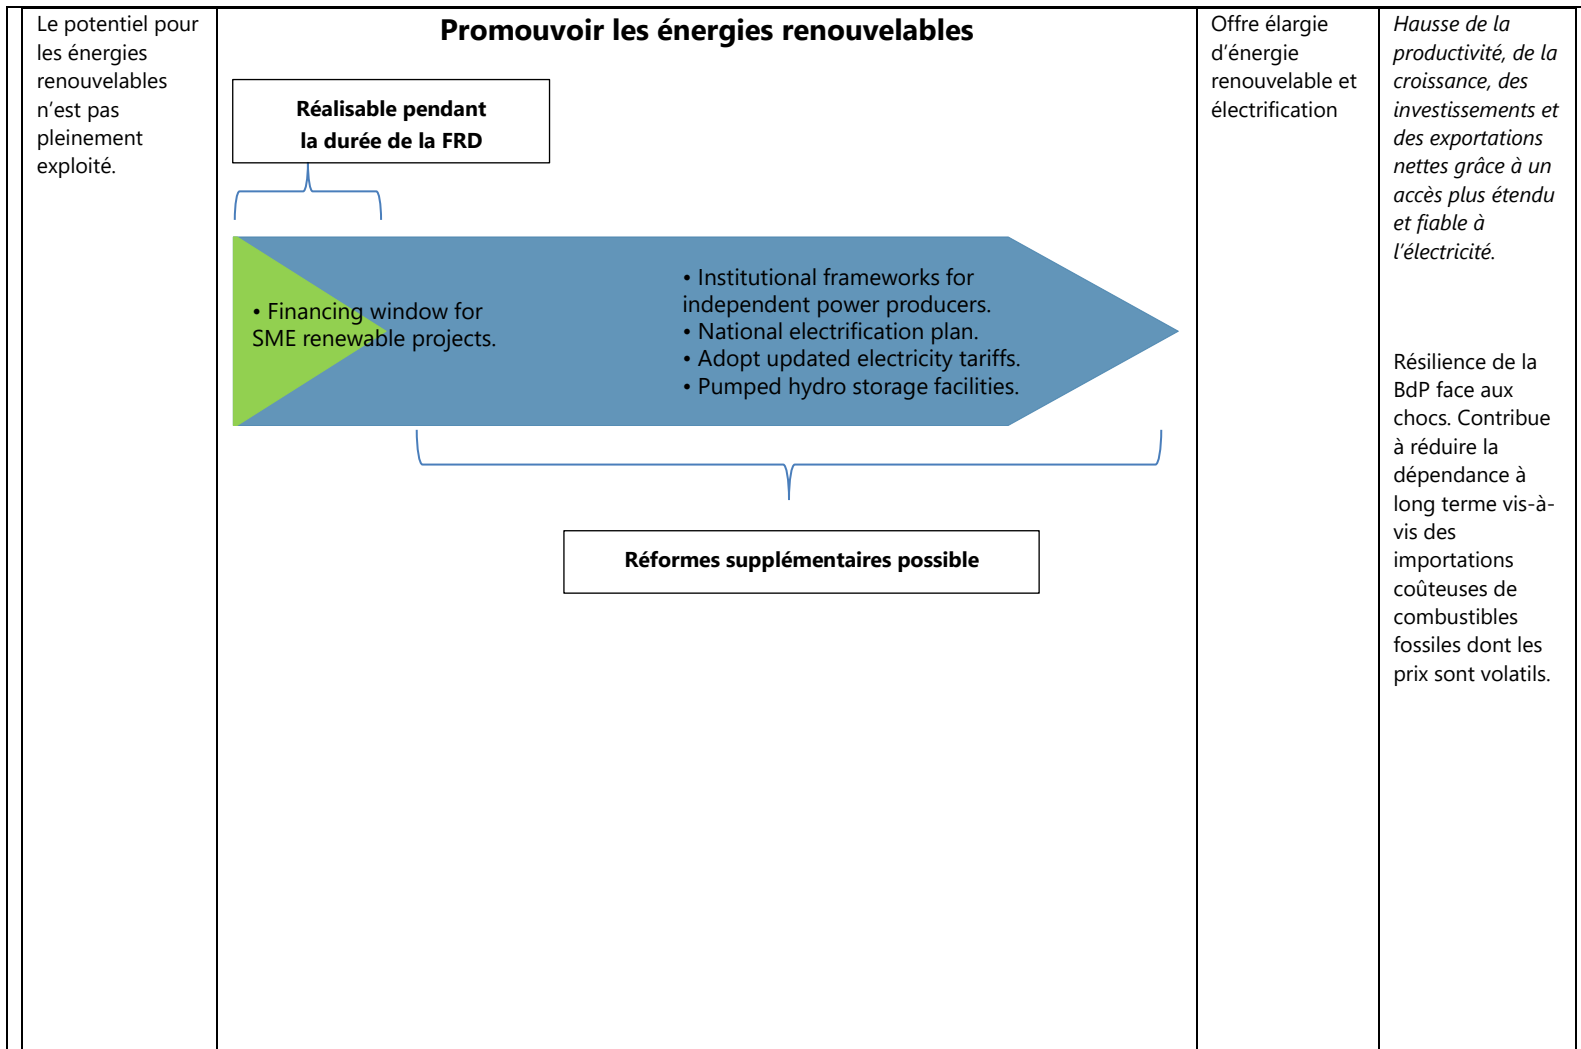 Le potentiel pour
les énergies
renouvelables
n’est pas
pleinement
exploité.
Promouvoir les énergies renouvelables
Réalisable pendant
la durée de la FRD
• Financing window for
SME renewable projects.
• Institutional frameworks for
independent power producers.
• National electrification plan.
• Adopt updated electricity tariffs.
• Pumped hydro storage facilities.
Réformes supplémentaires possible
Offre élargie
d’énergie
renouvelable et
électrification
Hausse de la
productivité, de la
croissance, des
investissements et
des exportations
nettes grâce à un
accès plus étendu
et fiable à
l’électricité.
Résilience de la
BdP face aux
chocs. Contribue
à réduire la
dépendance à
long terme vis-à-
vis des
importations
coûteuses de
combustibles
fossiles dont les
prix sont volatils.